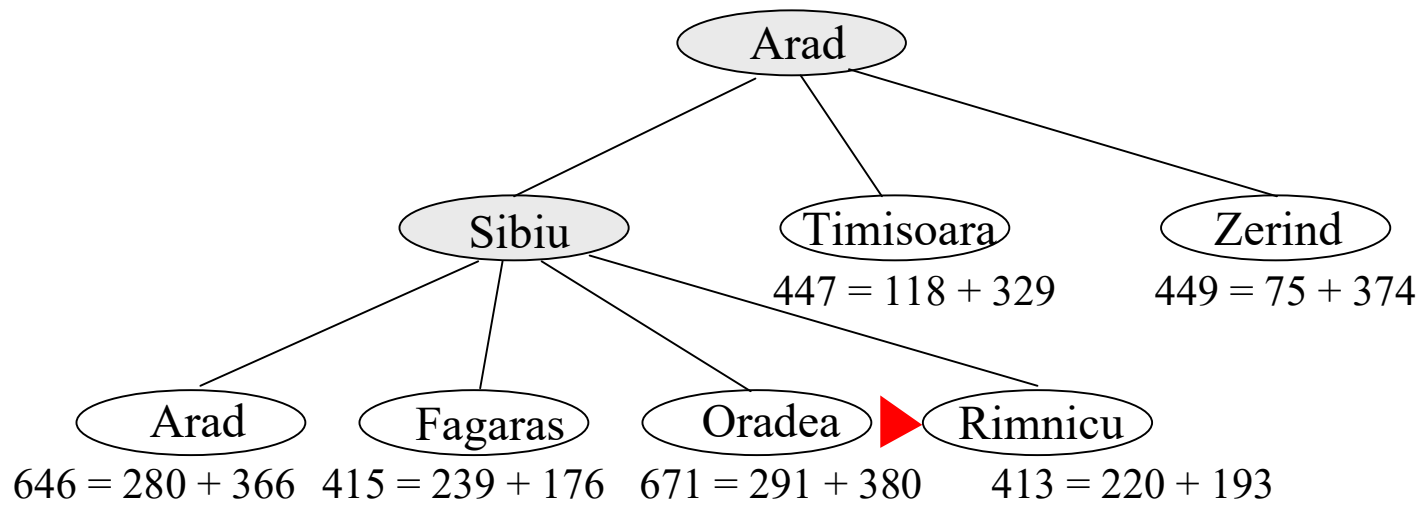 Arad
Sibiu Timisoara Zerind
447 = 118 + 329 449 = 75 + 374
Arad Fagaras Oradea Rimnicu
646 = 280 + 366 415 = 239 + 176 671 = 291 + 380 413 = 220 + 193